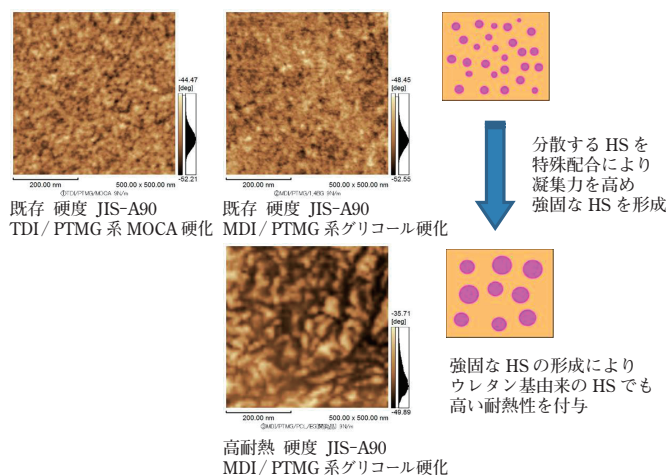 -44.47
[deg]
-52.21
200.00 nm
500.00 x 500.00 nm
①TDI/PTMG/MOCA 9N/m
既存 硬度 JIS-A90
TDI/ PTMG 系 MOCA 硬化
-48.45
[deg]
-52.55
200.00 nm
500.00 x 500.00 nm
既存 硬度 JIS-A90
MDI/ PTMG 系グリコール硬化
分散する HS を
特殊配合により
凝集力を高め
強固な HS を形成
-35.71
[deg]
-49.89
200.00 nm
500.00 x 500.00 nm
高耐熱 硬度 JIS-A90
MDI/ PTMG 系グリコール硬化
強固な HS の形成により
ウレタン基由来の HS でも
高い耐熱性を付与